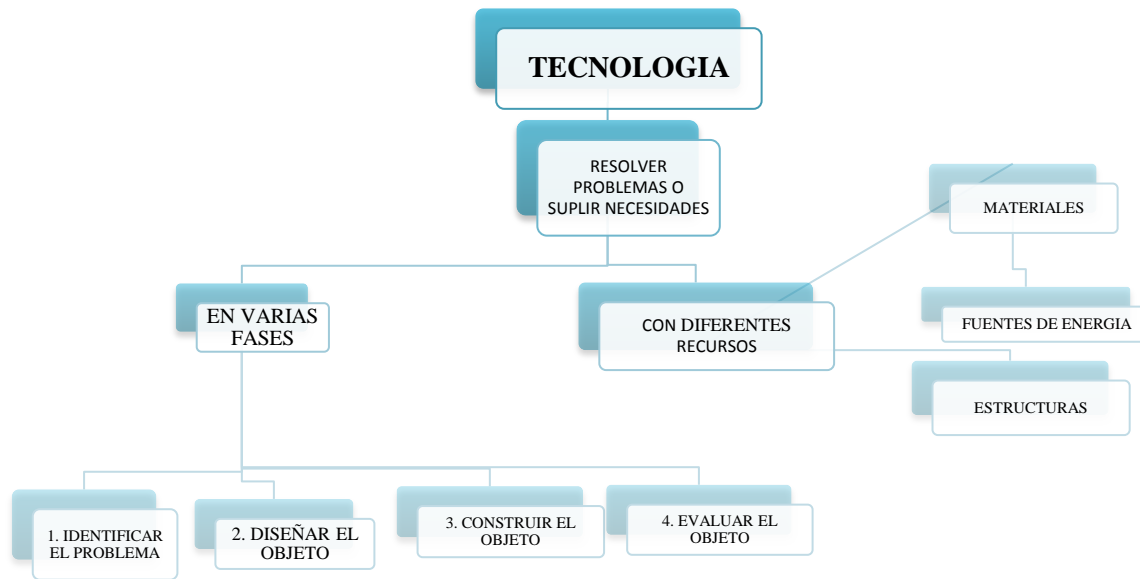 TECNOLOGIA
RESOLVER
PROBLEMAS O
SUPLIR NECESIDADES
EN VARIAS
FASES
CON DIFERENTES
RECURSOS
MATERIALES
FUENTES DE ENERGIA
ESTRUCTURAS
1. IDENTIFICAR
EL PROBLEMA
2. DISEÑAR EL
OBJETO
3. CONSTRUIR EL
OBJETO
4. EVALUAR EL
OBJETO